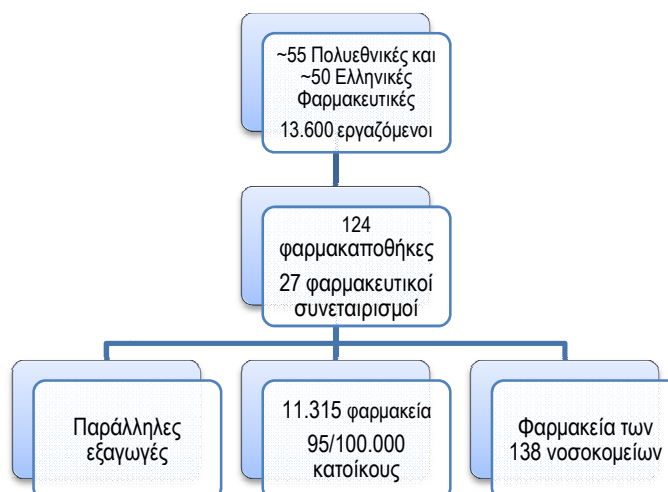 ~55 Πολυεθνικές και
~50 Ελληνικές
Φαρμακευτικές
13.600 εργαζόμενοι
124
φαρμακαποθήκες
27 φαρμακευτικοί
συνεταιρισμοί
Παράλληλες
εξαγωγές
11.315 φαρμακεία
95/100.000
κατοίκους
Φαρμακεία των
138 νοσοκομείων